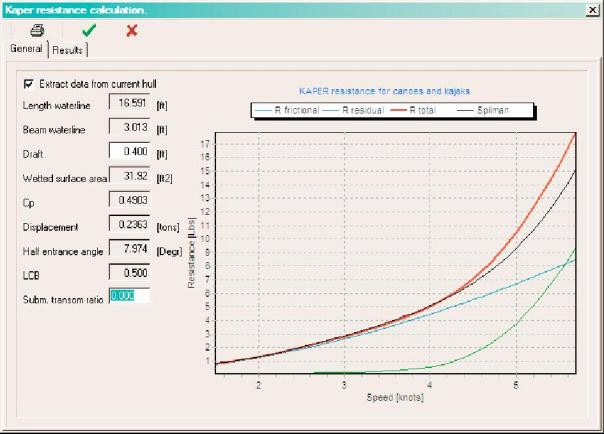 Kaper resistance calculation.
General Results
Extract data from current hull
Length waterline 16.591 [ft]
Beam waterline 3.013 [ft]
Draft 0.400 [ft]
Wetted surface area 31.92 [ft2]
Cp 0.4903
Displacement 0.2363 [tons]
Half entrance angle 7.974 [Degr]
LCB 0.500
Subm. transom ratio 0.000
KAPER resistance for canoes and kajaks
R frictional R residual R total Spilman
Resistance [Lbs]
17
16
15
14
13
12
11
10
9
8
7
6
5
4
3
2
1
2 3 4 5
Speed [knots]